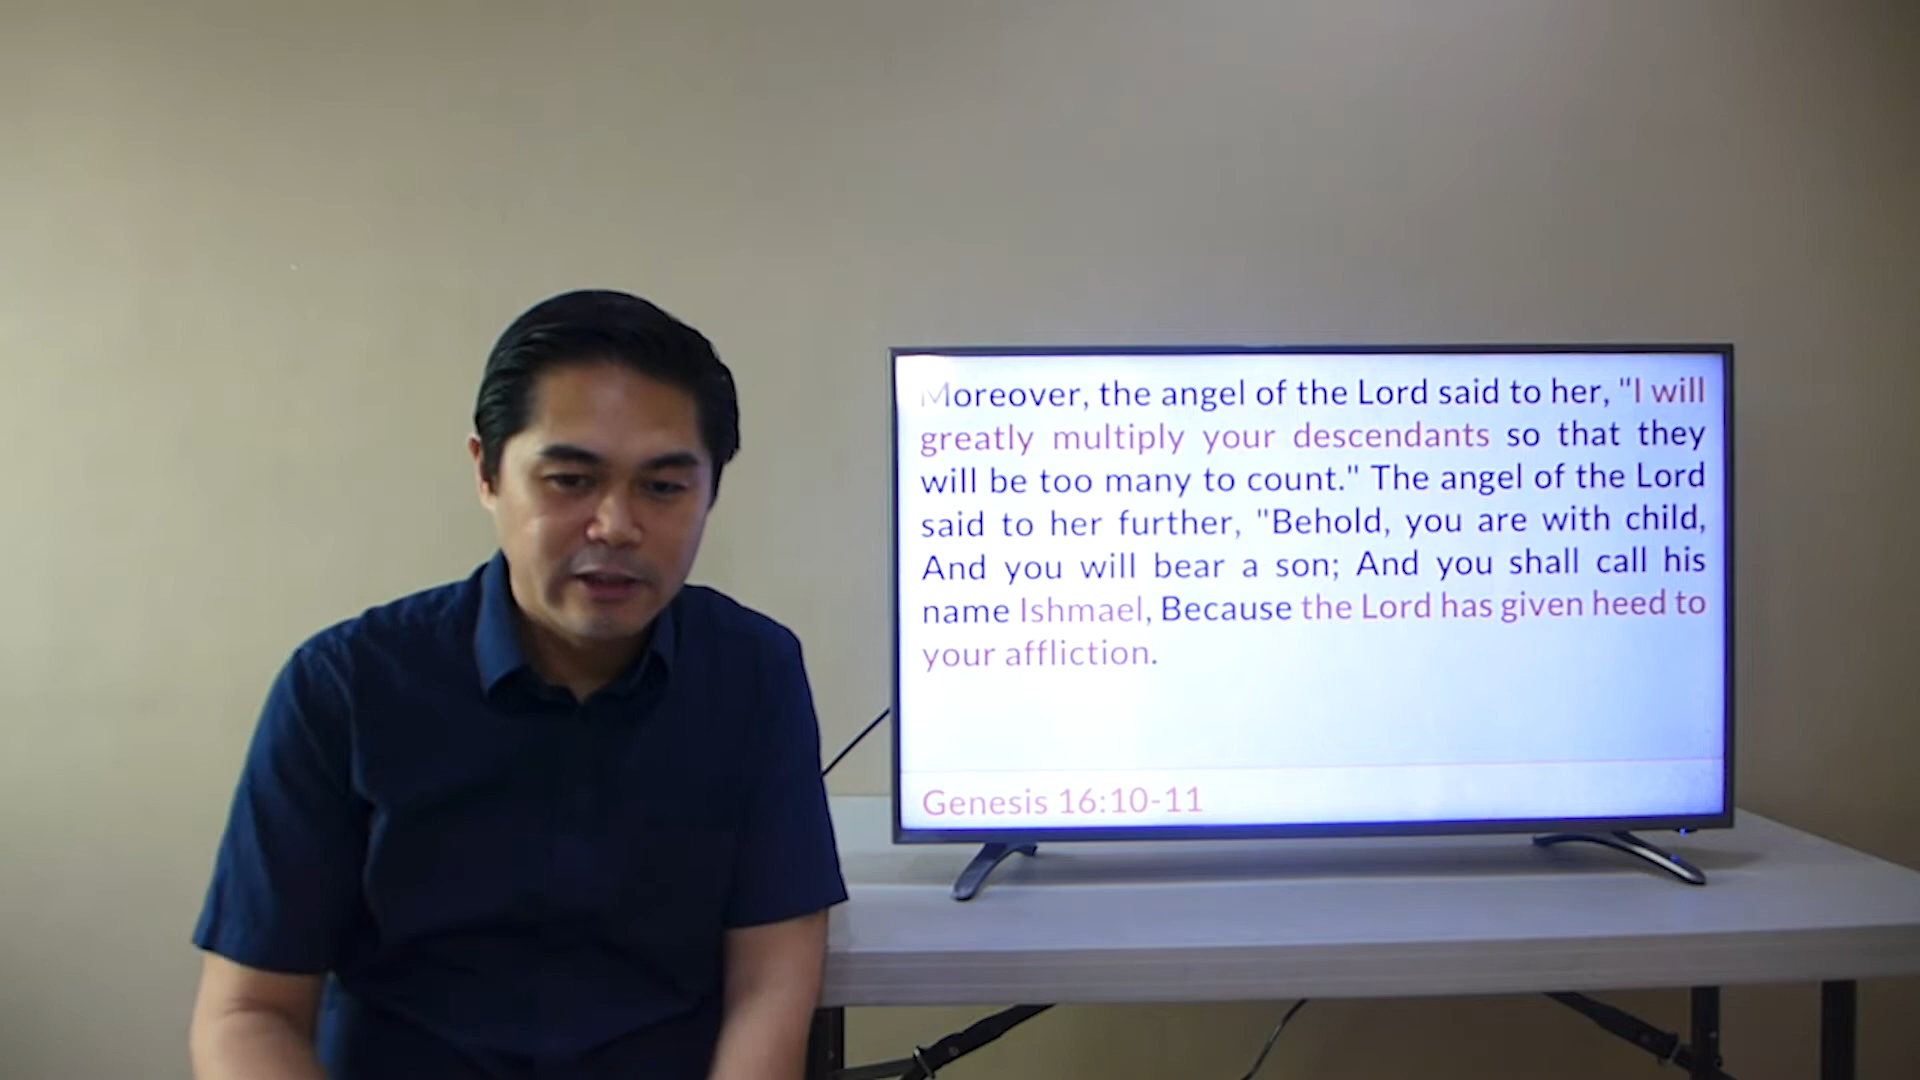 Moreover, the angel of the Lord said to her, "I will
greatly multiply your descendants so that they
will be too many to count." The angel of the Lord
said to her further, "Behold, you are with child,
And you will bear a son; And you shall call his
name Ishmael, Because the Lord has given heed to
your affliction.
Genesis 16:10-11